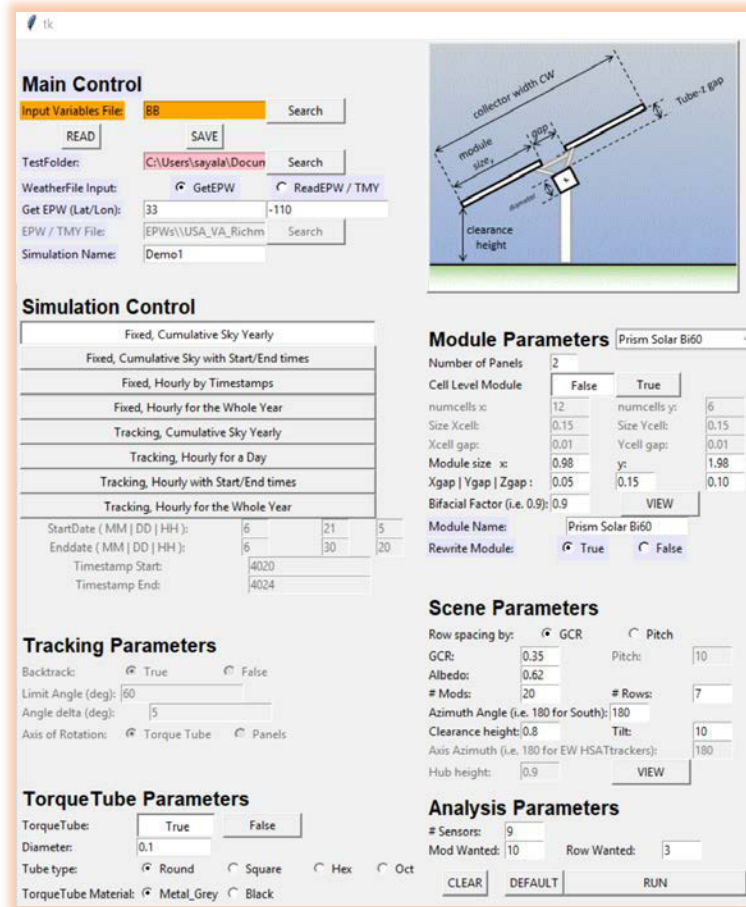 tk
Main Control
Input Variables File: BB Search
READ SAVE
TestFolder: C:\Users\sayala\Docun Search
WeatherFile Input: GetEPW ReadEPW / TMY
Get EPW (Lat/Lon): 33 -110
EPW / TMY File: EPWs\\USA_VA_Richm Search
Simulation Name: Demo1
collector width CW
Tube-z gap
gap
module
size y
diameter
clearance
height
Simulation Control
Fixed, Cumulative Sky Yearly
Fixed, Cumulative Sky with Start/End times
Fixed, Hourly by Timestamps
Fixed, Hourly for the Whole Year
Tracking, Cumulative Sky Yearly
Tracking, Hourly for a Day
Tracking, Hourly with Start/End times
Tracking, Hourly for the Whole Year
StartDate ( MM | DD | HH ): 6 21 5
Enddate ( MM | DD | HH ): 6 30 20
Timestamp Start: 4020
Timestamp End: 4024
Tracking Parameters
Backtrack: True False
Limit Angle (deg): 60
Angle delta (deg): 5
Axis of Rotation: Torque Tube Panels
TorqueTube Parameters
TorqueTube: True False
Diameter: 0.1
Tube type: Round Square Hex Oct
TorqueTube Material: Metal_Grey Black
Module Parameters Prism Solar Bi60
Number of Panels 2
Cell Level Module False True
numcells x: 12 numcells y: 6
Size Xcell: 0.15 Size Ycell: 0.15
Xcell gap: 0.01 Ycell gap: 0.01
Module size x: 0.98 y: 1.98
Xgap | Ygap | Zgap : 0.05 0.15 0.10
Bifacial Factor (i.e. 0.9): 0.9 VIEW
Module Name: Prism Solar Bi60
Rewrite Module: True False
Scene Parameters
Row spacing by: GCR Pitch
GCR: 0.35 Pitch: 10
Albedo: 0.62
# Mods: 20 # Rows: 7
Azimuth Angle (i.e. 180 for South): 180
Clearance height: 0.8 Tilt: 10
Axis Azimuth (i.e. 180 for EW HSATtrackers): 180
Hub height: 0.9 VIEW
Analysis Parameters
# Sensors: 9
Mod Wanted: 10 Row Wanted: 3
CLEAR DEFAULT RUN